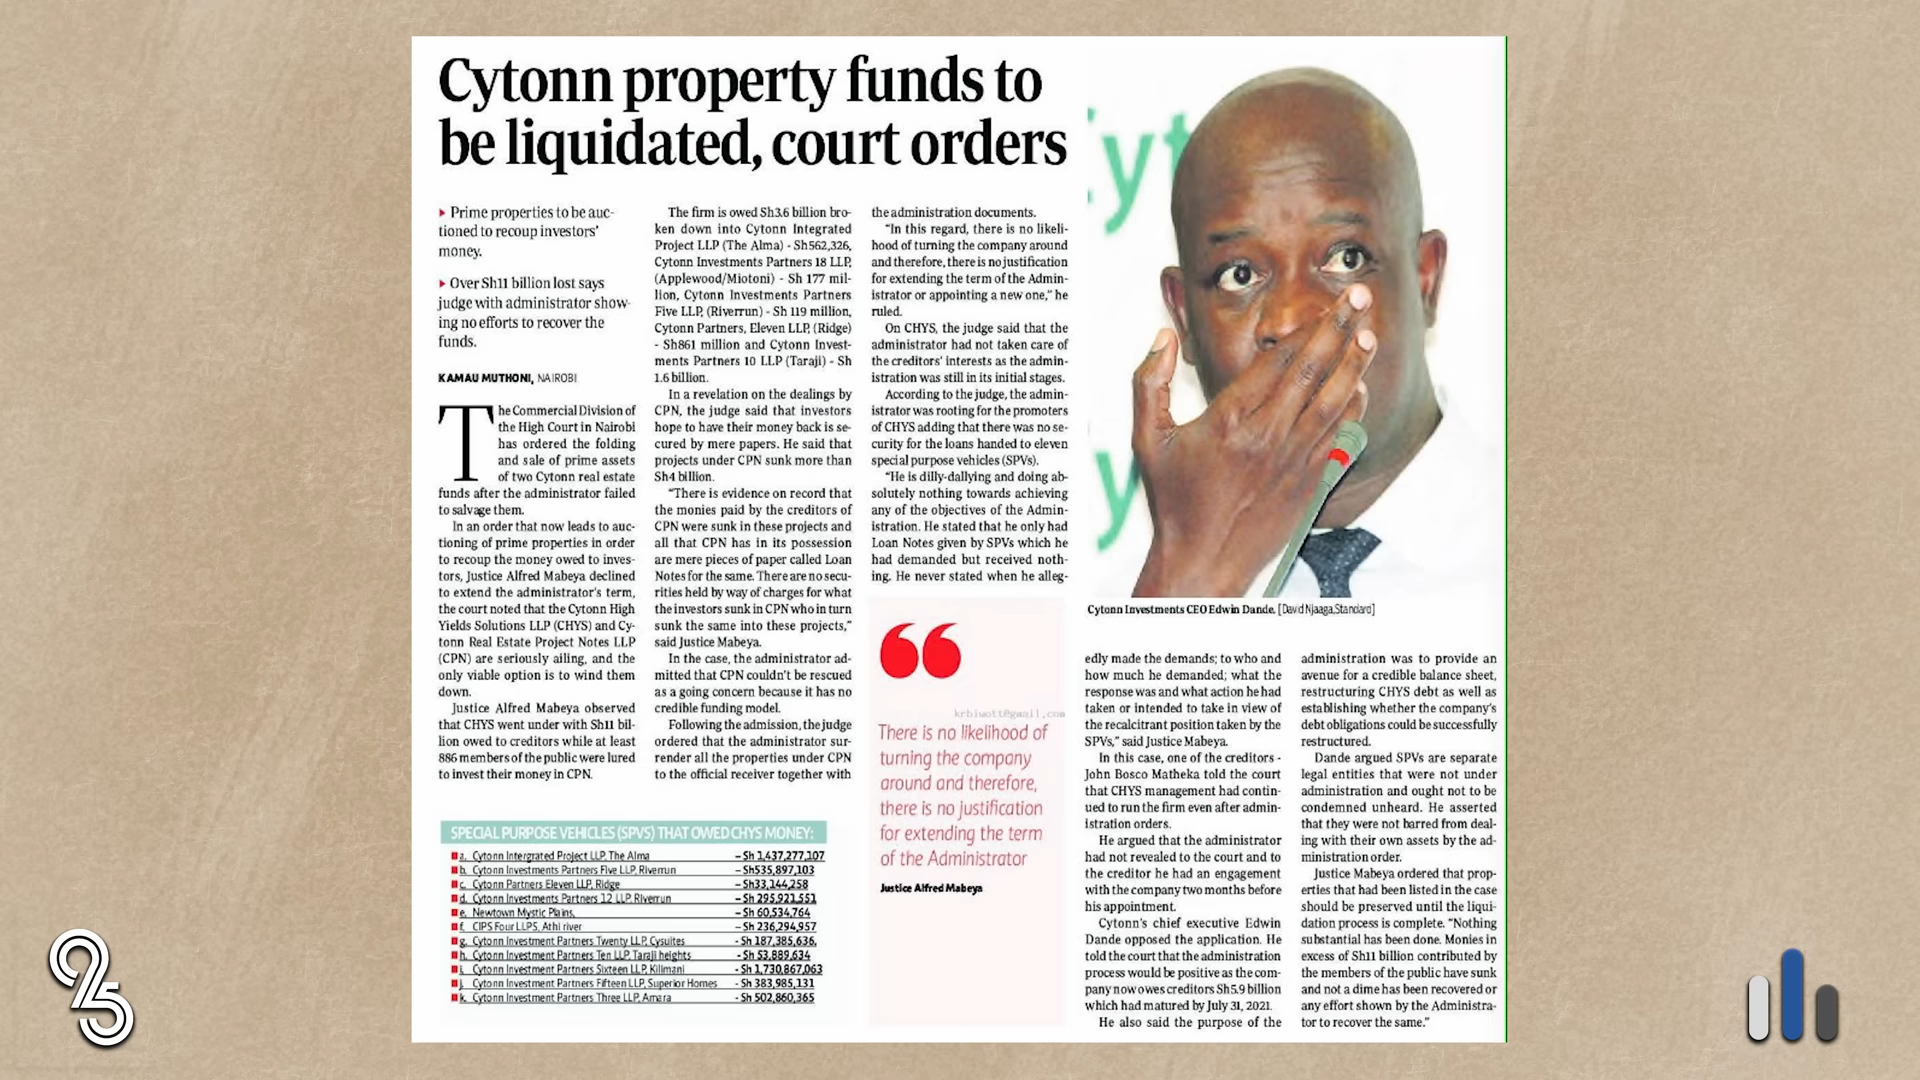 Cytonn property funds to
be liquidated, court orders
▸ Prime properties to be auc-
tioned to recoup investors'
money.
▸ Over Sh11 billion lost says
judge with administrator show-
ing no efforts to recover the
funds.
KAMAU MUTHONI, NAIROBI
The Commercial Division of
the High Court in Nairobi
has ordered the folding
and sale of prime assets
of two Cytonn real estate
funds after the administrator failed
to salvage them.
In an order that now leads to auc-
tioning of prime properties in order
to recoup the money owed to inves-
tors, Justice Alfred Mabeya declined
to extend the administrator's term,
the court noted that the Cytonn High
Yields Solutions LLP (CHYS) and Cy-
tonn Real Estate Project Notes LLP
(CPN) are seriously ailing, and the
only viable option is to wind them
down.
Justice Alfred Mabeya observed
that CHYS went under with Sh11 bil-
lion owed to creditors while at least
886 members of the public were lured
to invest their money in CPN.
The firm is owed Sh3.6 billion bro-
ken down into Cytonn Integrated
Project LLP (The Alma) - Sh562,326,
Cytonn Investments Partners 18 LLP,
(Applewood/Miotoni) - Sh 177 mil-
lion, Cytonn Investments Partners
Five LLP, (Riverrun) - Sh 119 million,
Cytonn Partners, Eleven LLP, (Ridge)
- Sh861 million and Cytonn Invest-
ments Partners 10 LLP (Taraji) - Sh
1.6 billion.
In a revelation on the dealings by
CPN, the judge said that investors
hope to have their money back is se-
cured by mere papers. He said that
projects under CPN sunk more than
Sh4 billion.
"There is evidence on record that
the monies paid by the creditors of
CPN were sunk in these projects and
all that CPN has in its possession
are mere pieces of paper called Loan
Notes for the same. There are no secu-
rities held by way of charges for what
the investors sunk in CPN who in turn
sunk the same into these projects,"
said Justice Mabeya.
In the case, the administrator ad-
mitted that CPN couldn't be rescued
as a going concern because it has no
credible funding model.
Following the admission, the judge
ordered that the administrator sur-
render all the properties under CPN
to the official receiver together with
the administration documents.
"In this regard, there is no likeli-
hood of turning the company around
and therefore, there is no justification
for extending the term of the Admin-
istrator or appointing a new one," he
ruled.
On CHYS, the judge said that the
administrator had not taken care of
the creditors' interests as the admin-
istration was still in its initial stages.
According to the judge, the admin-
istrator was rooting for the promoters
of CHYS adding that there was no se-
curity for the loans handed to eleven
special purpose vehicles (SPVs).
"He is dilly-dallying and doing ab-
solutely nothing towards achieving
any of the objectives of the Admin-
istration. He stated that he only had
Loan Notes given by SPVs which he
had demanded but received noth-
ing. He never stated when he alleg-
edly made the demands; to who and
how much he demanded; what the
response was and what action he had
taken or intended to take in view of
the recalcitrant position taken by the
SPVs," said Justice Mabeya.
In this case, one of the creditors -
John Bosco Matheka told the court
that CHYS management had contin-
ued to run the firm even after admin-
istration orders.
He argued that the administrator
had not revealed to the court and to
the creditor he had an engagement
with the company two months before
his appointment.
Cytonn's chief executive Edwin
Dande opposed the application. He
told the court that the administration
process would be positive as the com-
pany now owes creditors Sh5.9 billion
which had matured by July 31, 2021.
He also said the purpose of the
administration was to provide an
avenue for a credible balance sheet,
restructuring CHYS debt as well as
establishing whether the company's
debt obligations could be successfully
restructured.
Dande argued SPVs are separate
legal entities that were not under
administration and ought not to be
condemned unheard. He asserted
that they were not barred from deal-
ing with their own assets by the ad-
ministration order.
Justice Mabeya ordered that prop-
erties that had been listed in the case
should be preserved until the liqui-
dation process is complete. "Nothing
substantial has been done. Monies in
excess of Sh11 billion contributed by
the members of the public have sunk
and not a dime has been recovered or
any effort shown by the Administra-
tor to recover the same."
Cyt
y
Cytonn Investments CEO Edwin Dande. [David Njaaga,Standard]
“
krbiwott@gmail.com
There is no likelihood of
turning the company
around and therefore,
there is no justification
for extending the term
of the Administrator
Justice Alfred Mabeya
SPECIAL PURPOSE VEHICLES (SPVS) THAT OWED CHYS MONEY:
a. Cytonn Intergrated Project LLP, The Alma – Sh 1,437,277,107
b. Cytonn Investments Partners Five LLP, Riverrun – Sh535,897,103
c. Cytonn Partners Eleven LLP, Ridge – Sh33,144,258
d. Cytonn Investments Partners 12 LLP, Riverrun – Sh 295,921,551
e. Newtown Mystic Plains, – Sh 60,534,764
f. CIPS Four LLPS, Athi river – Sh 236,294,957
g. Cytonn Investment Partners Twenty LLP, Cysuites - Sh 187,385,636,
h. Cytonn Investment Partners Ten LLP, Taraji heights - Sh 53,889,634
i. Cytonn Investment Partners Sixteen LLP, Kilimani - Sh 1,730,867,063
j. Cytonn Investment Partners Fifteen LLP, Superior Homes - Sh 383,985,131
k. Cytonn Investment Partners Three LLP, Amara - Sh 502,860,365